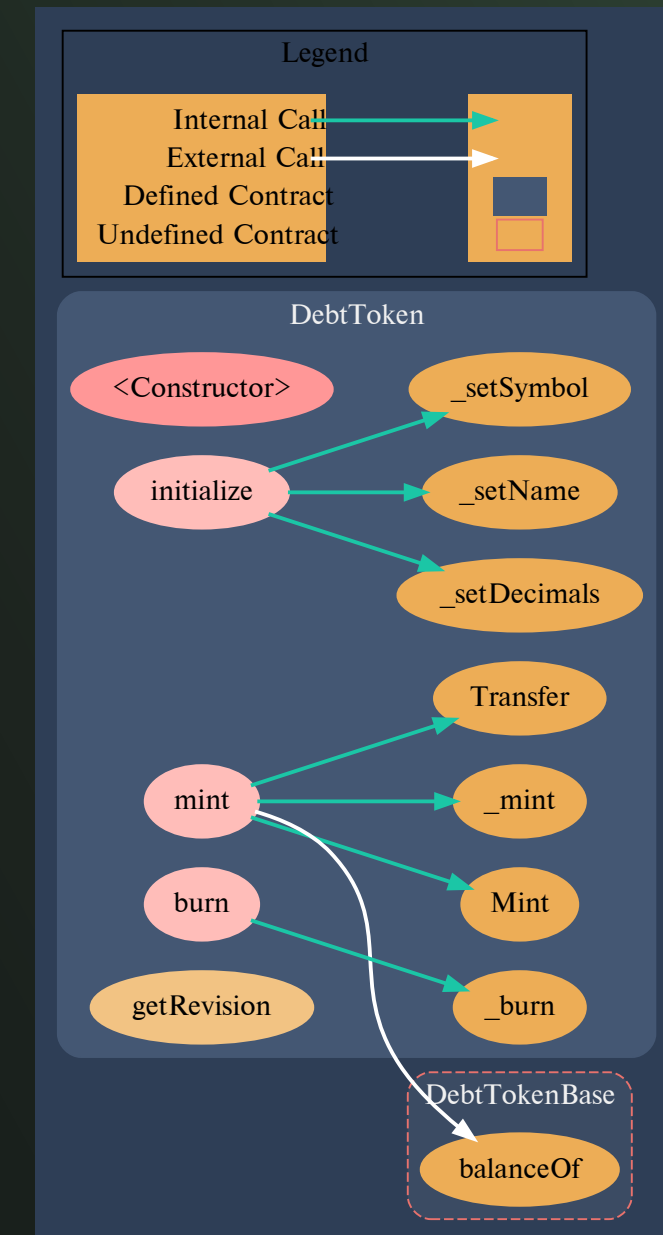 Legend
Internal Call
External Call
Defined Contract
Undefined Contract
DebtToken
<Constructor>
_setSymbol
initialize
_setName
_setDecimals
Transfer
mint
_mint
burn
Mint
getRevision
_burn
DebtTokenBase
balanceOf